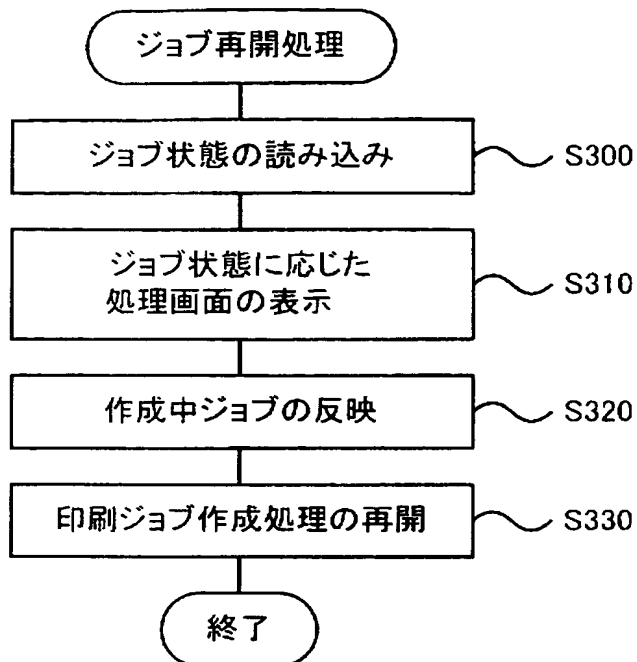 ジョブ再開処理
ジョブ状態の読み込み
S300
ジョブ状態に応じた
処理画面の表示
S310
作成中ジョブの反映
S320
印刷ジョブ作成処理の再開
S330
終了